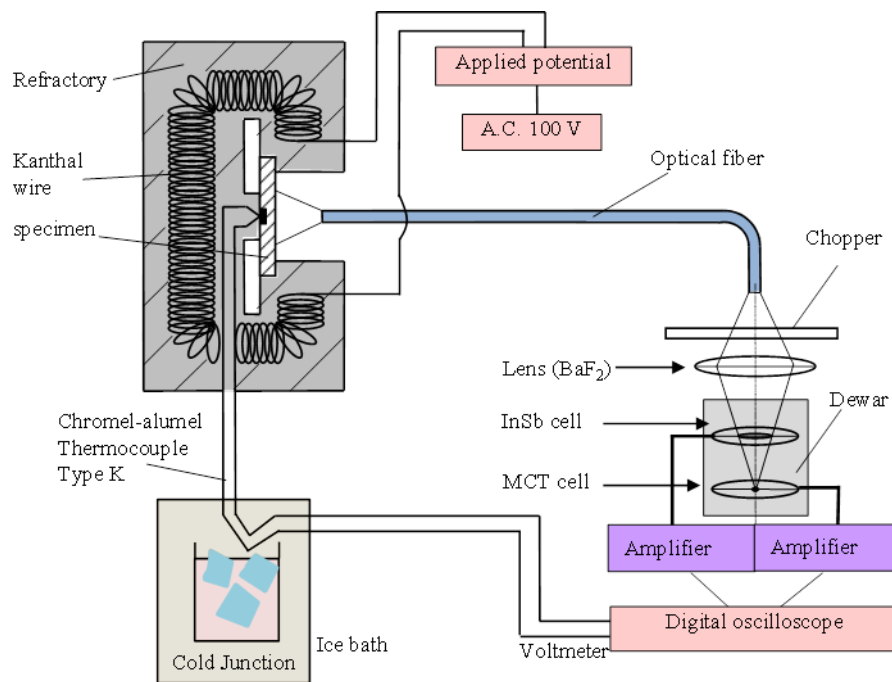 Refractory
Applied potential
A.C. 100 V
Kanthal
wire
Optical fiber
specimen
Chopper
Lens (BaF₂)
Dewar
InSb cell
Chromel-alumel
Thermocouple
Type K
MCT cell
Amplifier
Amplifier
Digital oscilloscope
Ice bath
Voltmeter
Cold Junction